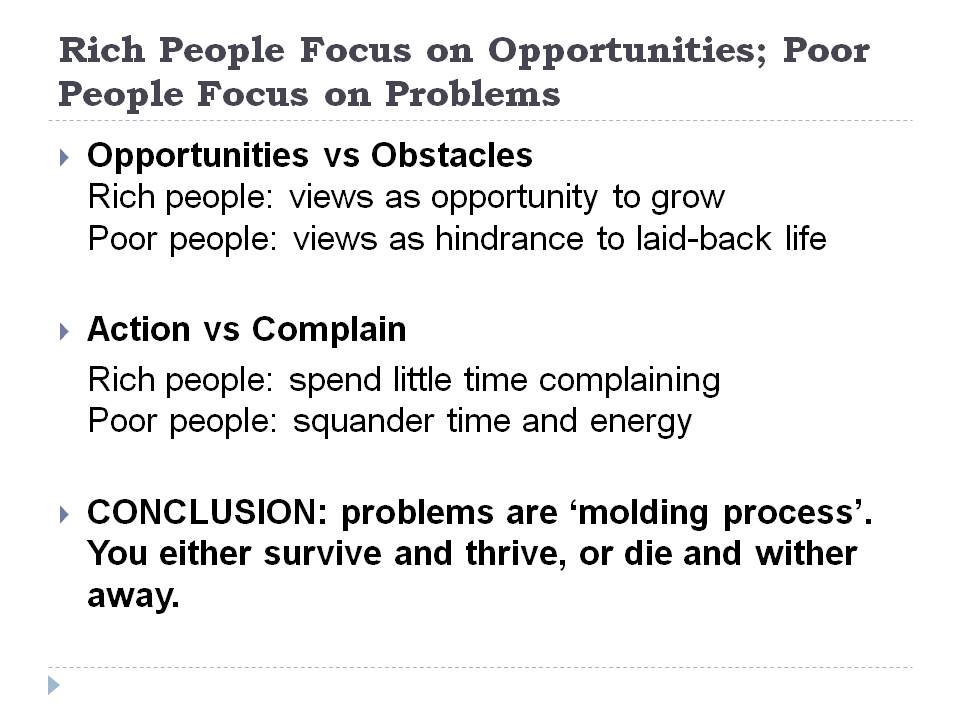 Rich People Focus on Opportunities; Poor
People Focus on Problems
Opportunities vs Obstacles
Rich people: views as opportunity to grow
Poor people: views as hindrance to laid-back life
Action vs Complain
Rich people: spend little time complaining
Poor people: squander time and energy
CONCLUSION: problems are ‘molding process’.
You either survive and thrive, or die and wither
away.